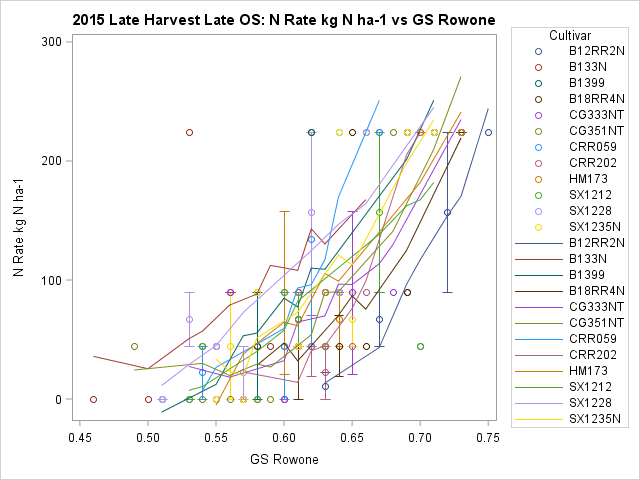 2015 Late Harvest Late OS: N Rate kg N ha-1 vs GS Rowone
300
200
100
0
N Rate kg N ha-1
0.45
0.50
0.55
0.60
0.65
0.70
0.75
GS Rowone
Cultivar
B12RR2N
B133N
B1399
B18RR4N
CG333NT
CG351NT
CRR059
CRR202
HM173
SX1212
SX1228
SX1235N
B12RR2N
B133N
B1399
B18RR4N
CG333NT
CG351NT
CRR059
CRR202
HM173
SX1212
SX1228
SX1235N